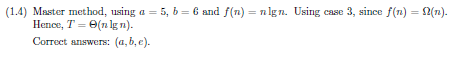 (1.4) Master method, using a = 5, b = 6 and f(n) = n lg n. Using case 3, since f(n) = Ω(n).
Hence, T = Θ(n lg n).
Correct answers: (a, b, e).